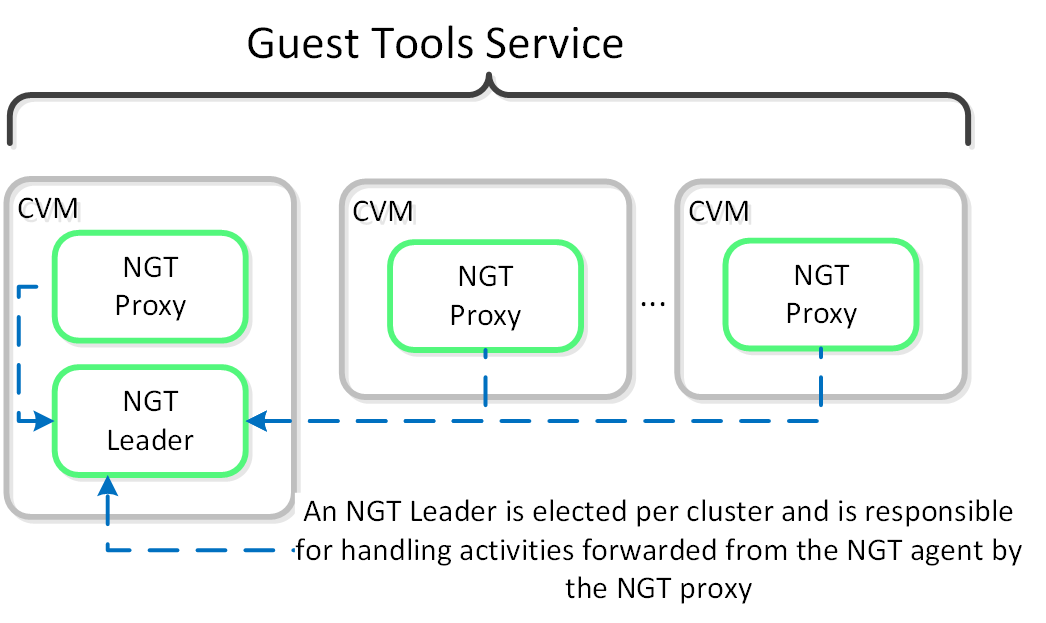 Guest Tools Service
CVM
NGT
Proxy
NGT
Leader
CVM
NGT
Proxy
...
CVM
NGT
Proxy
An NGT Leader is elected per cluster and is responsible
for handling activities forwarded from the NGT agent by
the NGT proxy